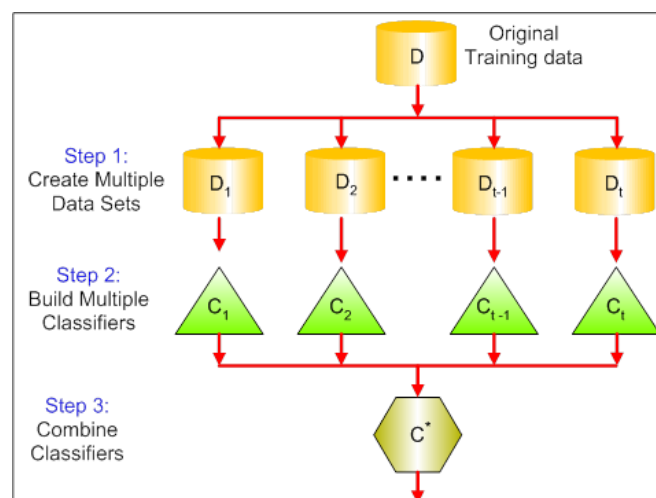 D
Original
Training data
Step 1:
Create Multiple
Data Sets
D1
D2
....
Dt-1
Dt
Step 2:
Build Multiple
Classifiers
C1
C2
Ct -1
Ct
Step 3:
Combine
Classifiers
C*